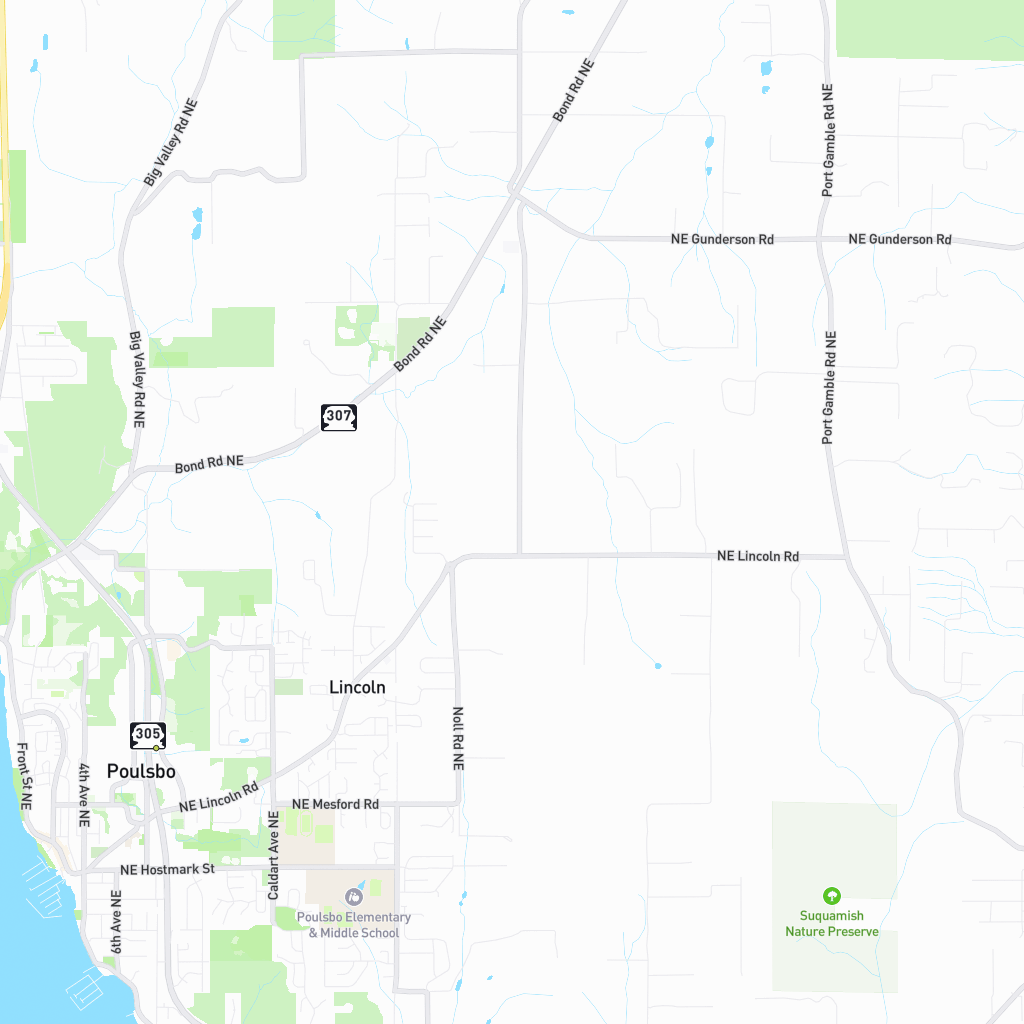 Bond Rd NE
Big Valley Rd NE
Port Gamble Rd NE
NE Gunderson Rd
NE Gunderson Rd
Big Valley Rd NE
Bond Rd NE
Port Gamble Rd NE
307
Bond Rd NE
NE Lincoln Rd
Lincoln
305
Noll Rd NE
Poulsbo
Front St NE
4th Ave NE
NE Lincoln Rd
NE Mesford Rd
Caldart Ave NE
NE Hostmark St
6th Ave NE
Poulsbo Elementary
& Middle School
Suquamish
Nature Preserve